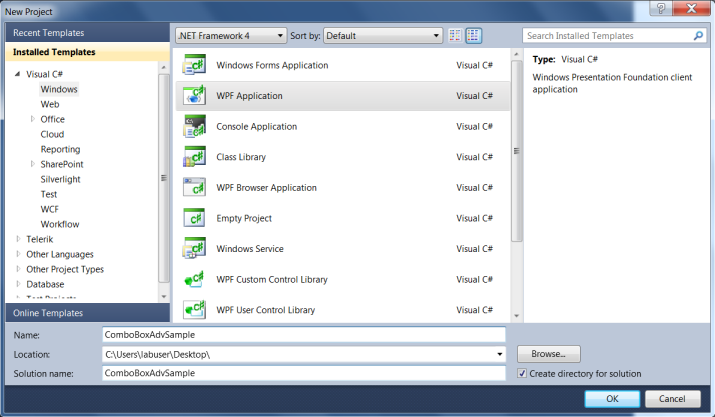 New Project
Recent Templates
Installed Templates
Visual C#
Windows
Web
Office
Cloud
Reporting
SharePoint
Silverlight
Test
WCF
Workflow
Telerik
Other Languages
Other Project Types
Database
Test Projects
Online Templates
.NET Framework 4 Sort by: Default
Windows Forms Application Visual C#
WPF Application Visual C#
Console Application Visual C#
Class Library Visual C#
WPF Browser Application Visual C#
Empty Project Visual C#
Windows Service Visual C#
WPF Custom Control Library Visual C#
WPF User Control Library Visual C#
Search Installed Templates
Type: Visual C#
Windows Presentation Foundation client
application
Name: ComboBoxAdvSample
Location: C:\Users\labuser\Desktop\ Browse...
Solution name: ComboBoxAdvSample Create directory for solution
OK Cancel